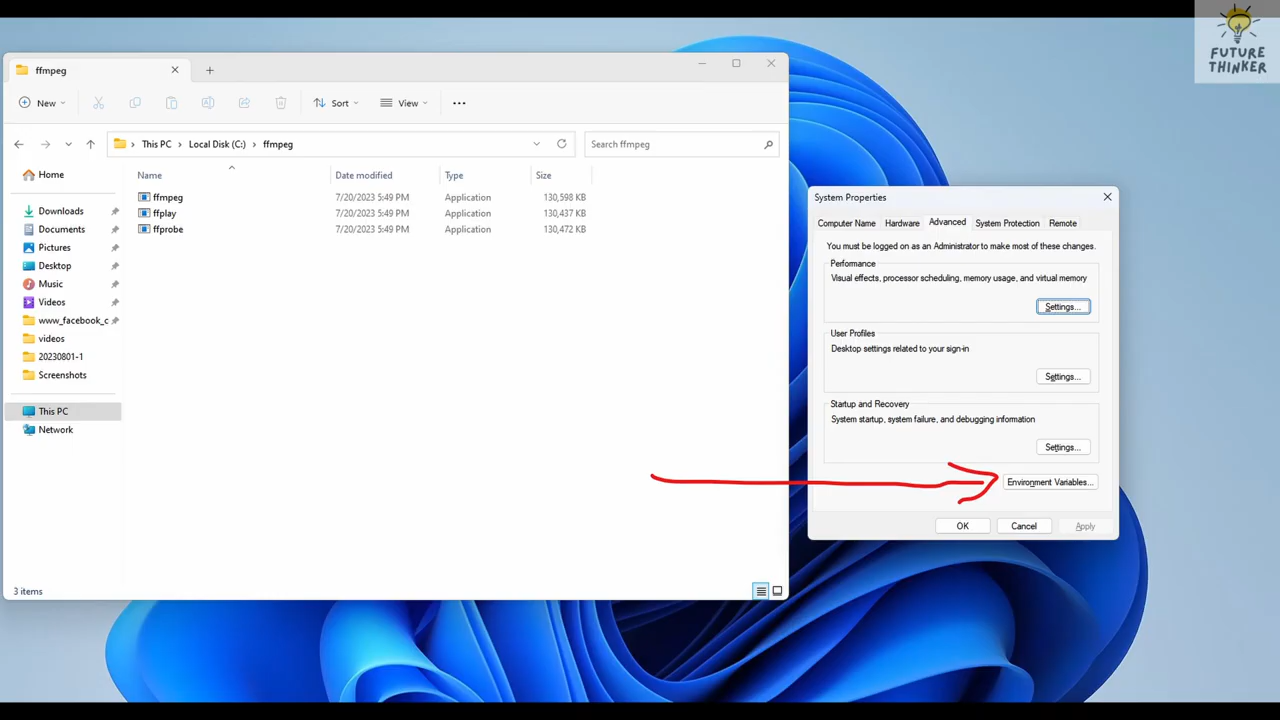 FUTURE
THINKER
ffmpeg
New
Sort
View
This PC > Local Disk (C:) > ffmpeg
Search ffmpeg
Home
Downloads
Documents
Pictures
Desktop
Music
Videos
www_facebook_c
videos
20230801-1
Screenshots
This PC
Network
Name Date modified Type Size
ffmpeg 7/20/2023 5:49 PM Application 130,598 KB
ffplay 7/20/2023 5:49 PM Application 130,437 KB
ffprobe 7/20/2023 5:49 PM Application 130,472 KB
3 items
System Properties
Computer Name Hardware Advanced System Protection Remote
You must be logged on as an Administrator to make most of these changes.
Performance
Visual effects, processor scheduling, memory usage, and virtual memory
Settings...
User Profiles
Desktop settings related to your sign-in
Settings...
Startup and Recovery
System startup, system failure, and debugging information
Settings...
Environment Variables...
OK Cancel Apply